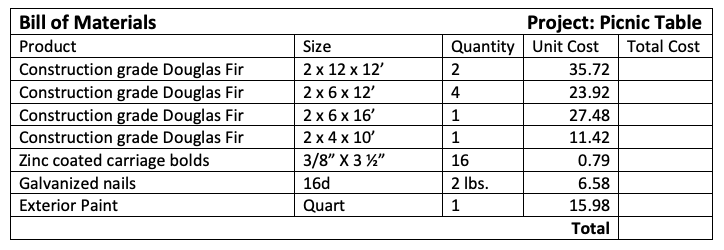 Bill of Materials Project: Picnic Table
Product Size Quantity Unit Cost Total Cost
Construction grade Douglas Fir 2 x 12 x 12’ 2 35.72
Construction grade Douglas Fir 2 x 6 x 12’ 4 23.92
Construction grade Douglas Fir 2 x 6 x 16’ 1 27.48
Construction grade Douglas Fir 2 x 4 x 10’ 1 11.42
Zinc coated carriage bolds 3/8” X 3 ½” 16 0.79
Galvanized nails 16d 2 lbs. 6.58
Exterior Paint Quart 1 15.98
Total